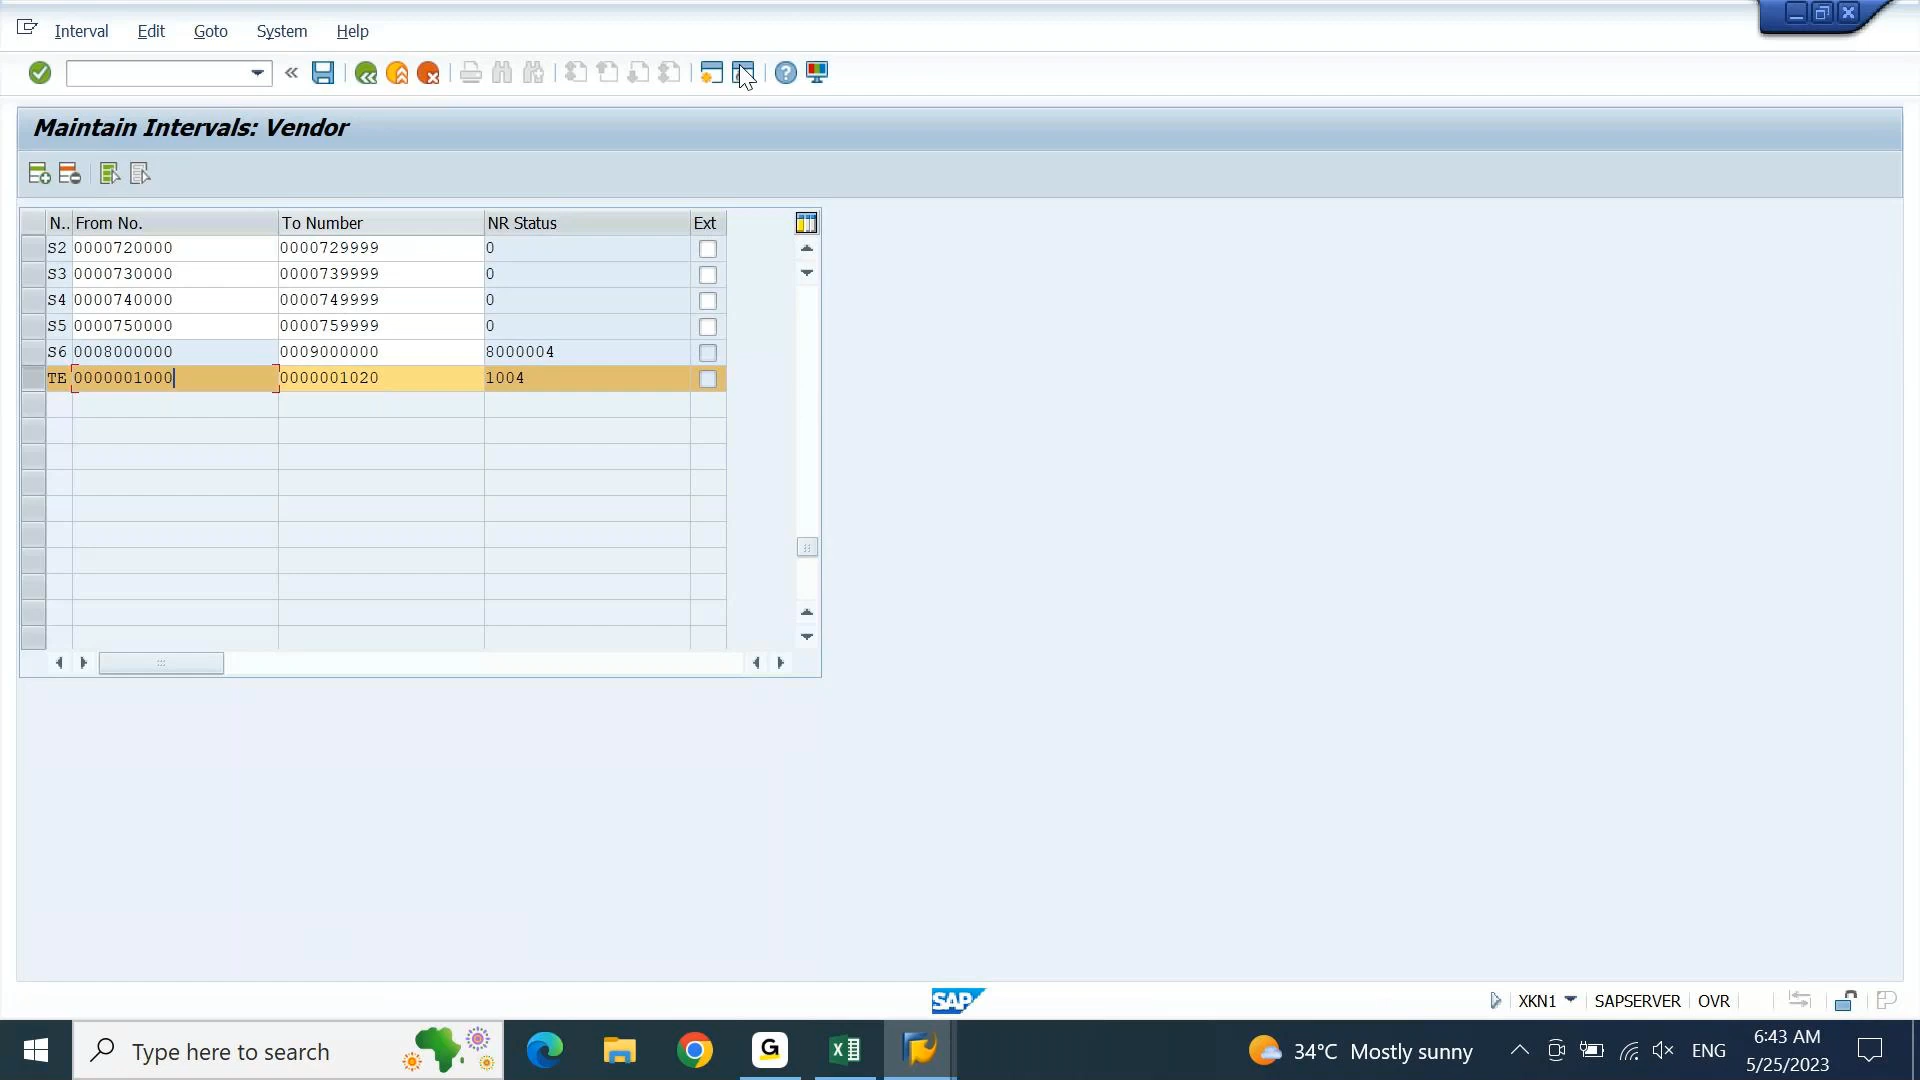 Interval Edit Goto System Help
Maintain Intervals: Vendor
N.. From No. To Number NR Status Ext
S2 0000720000 0000729999 0
S3 0000730000 0000739999 0
S4 0000740000 0000749999 0
S5 0000750000 0000759999 0
S6 0008000000 0009000000 8000004
TE 0000001000 0000001020 1004
SAP
XKN1 SAPSERVER OVR
Type here to search
G
34°C Mostly sunny
ENG
6:43 AM
5/25/2023